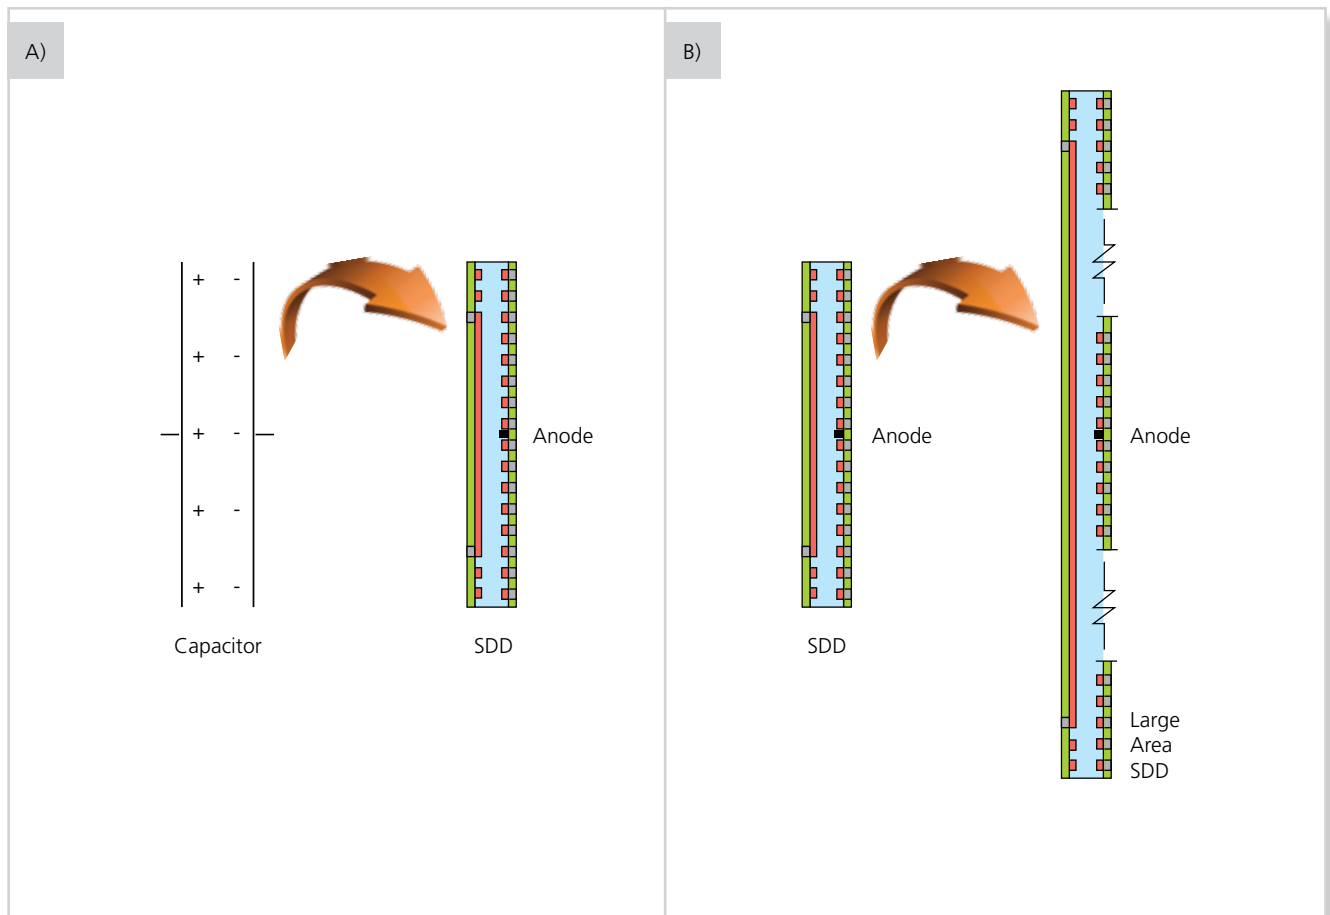 A)
+ -
+ -
+ -
+ -
+ -
Capacitor
Anode
SDD
B)
Anode
SDD
Anode
Large
Area
SDD